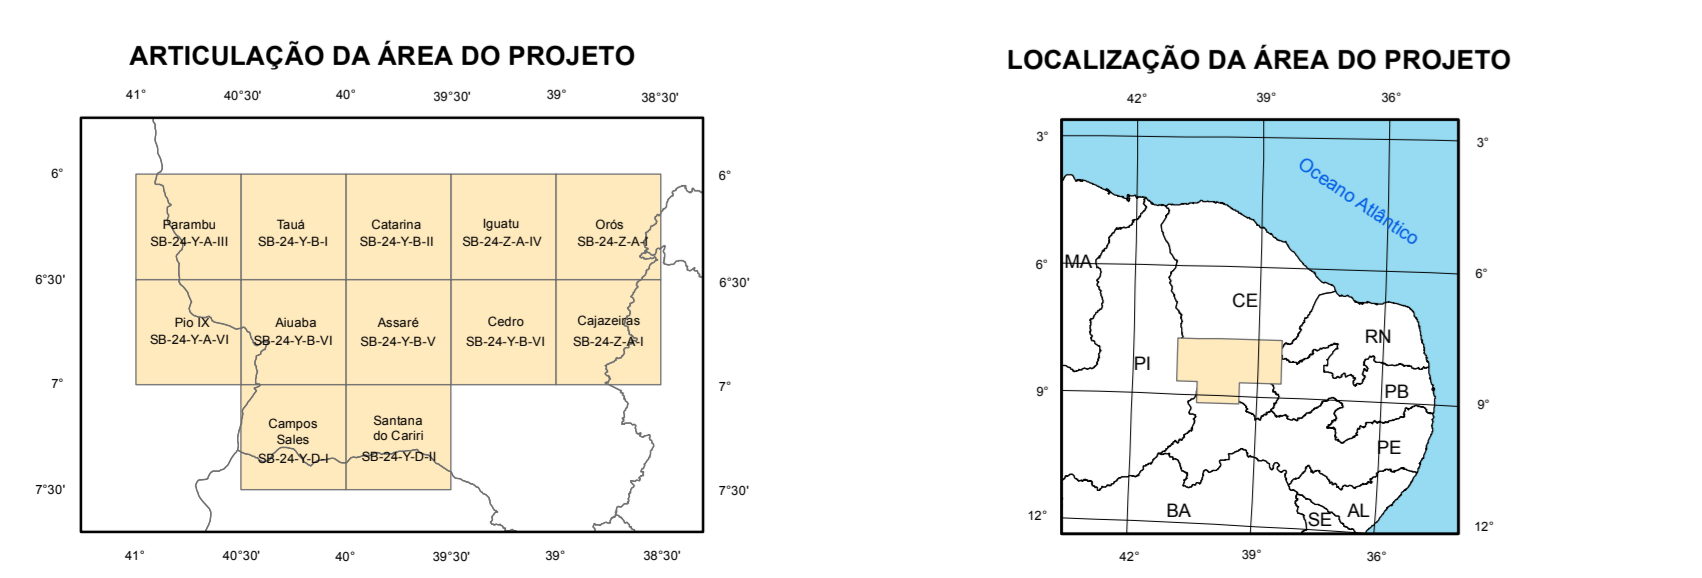 ARTICULAÇÃO DA ÁREA DO PROJETO
41° 40°30' 40° 39°30' 39° 38°30'
6° 6°
Parambu
SB-24-Y-A-III
Tauá
SB-24-Y-B-I
Catarina
SB-24-Y-B-II
Iguatu
SB-24-Z-A-IV
Orós
SB-24-Z-A-I
6°30' 6°30'
Pio IX
SB-24-Y-A-VI
Aiuaba
SB-24-Y-B-VI
Assaré
SB-24-Y-B-V
Cedro
SB-24-Y-B-VI
Cajazeiras
SB-24-Z-A-I
7° 7°
Campos
Sales
SB-24-Y-D-I
Santana
do Cariri
SB-24-Y-D-II
7°30' 7°30'
41° 40°30' 40° 39°30' 39° 38°30'
LOCALIZAÇÃO DA ÁREA DO PROJETO
42° 39° 36°
3° 3°
Oceano Atlântico
MA
6° 6°
CE
RN
PI
PB
9° 9°
PE
BA
SE
AL
12° 12°
42° 39° 36°